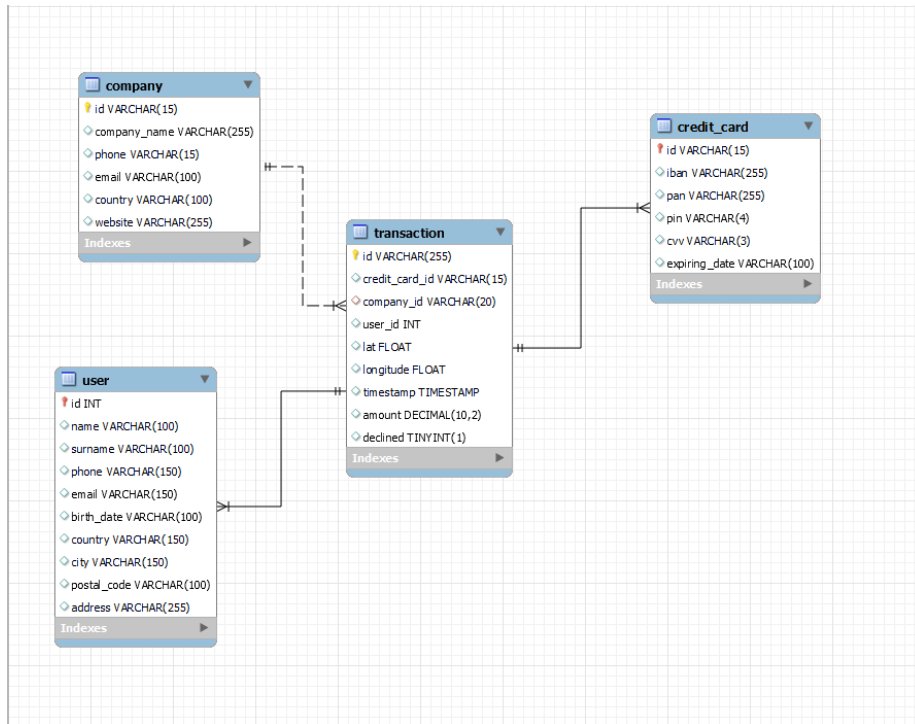 company
id VARCHAR(15)
company_name VARCHAR(255)
phone VARCHAR(15)
email VARCHAR(100)
country VARCHAR(100)
website VARCHAR(255)
Indexes
credit_card
id VARCHAR(15)
iban VARCHAR(255)
pan VARCHAR(255)
pin VARCHAR(4)
cvv VARCHAR(3)
expiring_date VARCHAR(100)
Indexes
transaction
id VARCHAR(255)
credit_card_id VARCHAR(15)
company_id VARCHAR(20)
user_id INT
lat FLOAT
longitude FLOAT
timestamp TIMESTAMP
amount DECIMAL(10,2)
declined TINYINT(1)
Indexes
user
id INT
name VARCHAR(100)
surname VARCHAR(100)
phone VARCHAR(150)
email VARCHAR(150)
birth_date VARCHAR(100)
country VARCHAR(150)
city VARCHAR(150)
postal_code VARCHAR(100)
address VARCHAR(255)
Indexes